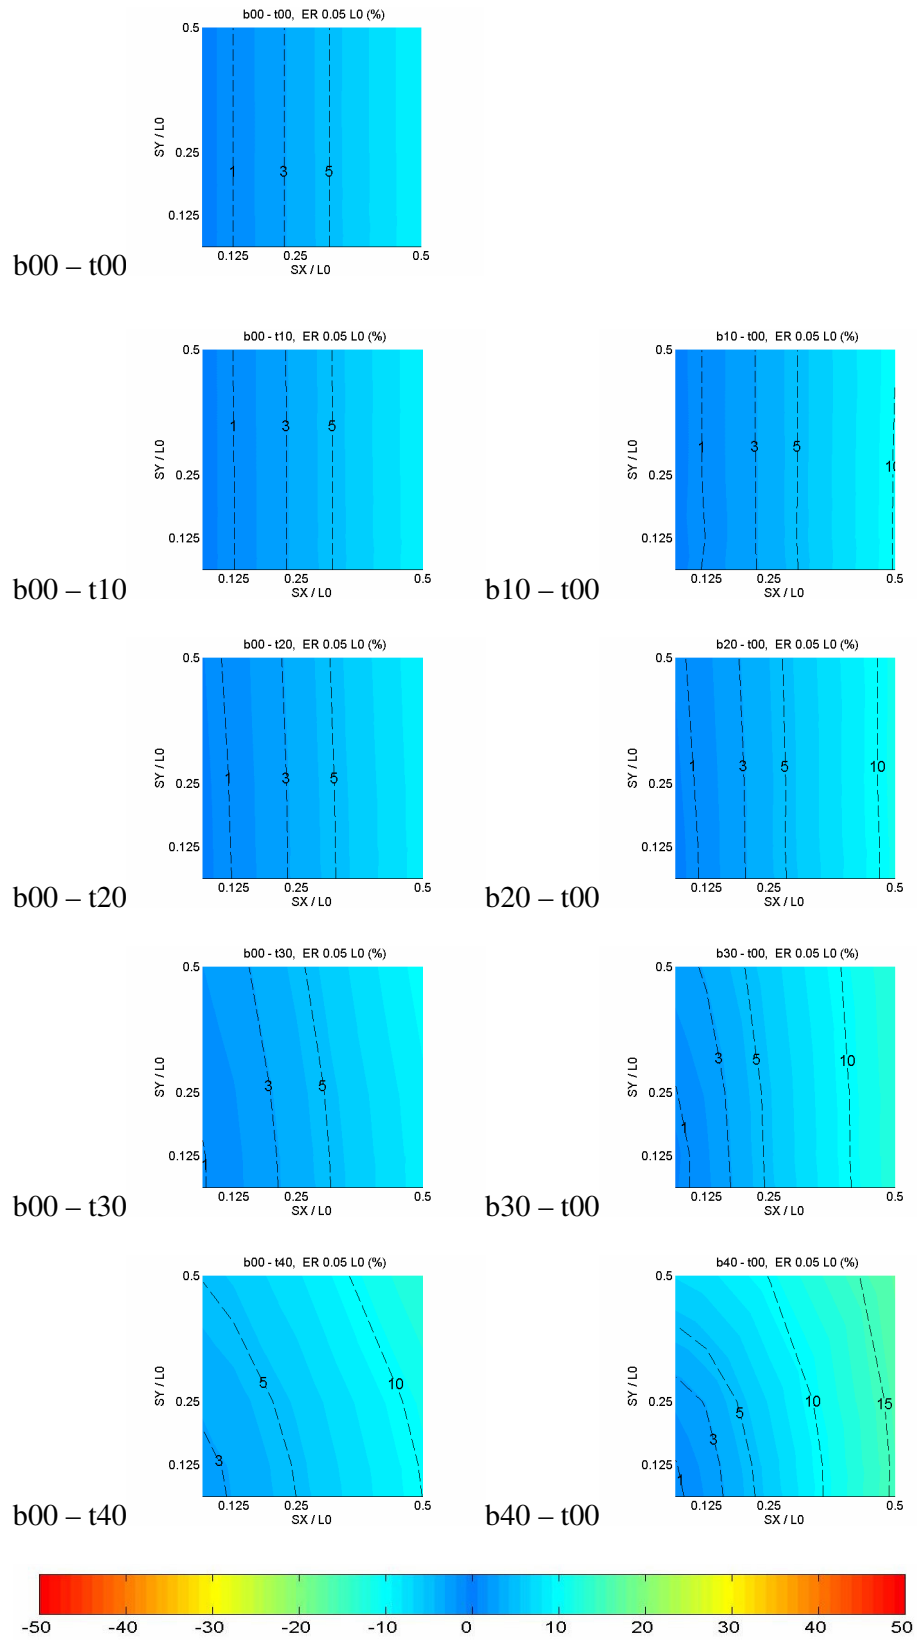 b00 - t00, ER 0.05 L0 (%)
0.5
SY / L0
0.25
1 3 5
0.125
0.125 0.25 0.5
SX / L0
b00 – t00
b00 - t10, ER 0.05 L0 (%)
0.5
1 3 5
SY / L0
0.25
0.125
0.125 0.25 0.5
SX / L0
b00 – t10
b10 - t00, ER 0.05 L0 (%)
0.5
1 3 5
SY / L0
0.25
10
0.125
0.125 0.25 0.5
SX / L0
b10 – t00
b00 - t20, ER 0.05 L0 (%)
0.5
SY / L0
1 3 5
0.25
0.125
0.125 0.25 0.5
SX / L0
b00 – t20
b20 - t00, ER 0.05 L0 (%)
0.5
SY / L0
1 3 5 10
0.25
0.125
0.125 0.25 0.5
SX / L0
b20 – t00
b00 - t30, ER 0.05 L0 (%)
0.5
SY / L0
3 5
0.25
0.125
1
0.125 0.25 0.5
SX / L0
b00 – t30
b30 - t00, ER 0.05 L0 (%)
0.5
3 5 10
SY / L0
0.25
1
0.125
0.125 0.25 0.5
SX / L0
b30 – t00
b00 - t40, ER 0.05 L0 (%)
0.5
SY / L0
5 10
0.25
3
0.125
0.125 0.25 0.5
SX / L0
b00 – t40
b40 - t00, ER 0.05 L0 (%)
0.5
SY / L0
0.25
5 10 15
3
0.125
1
0.125 0.25 0.5
SX / L0
b40 – t00
-50 -40 -30 -20 -10 0 10 20 30 40 50